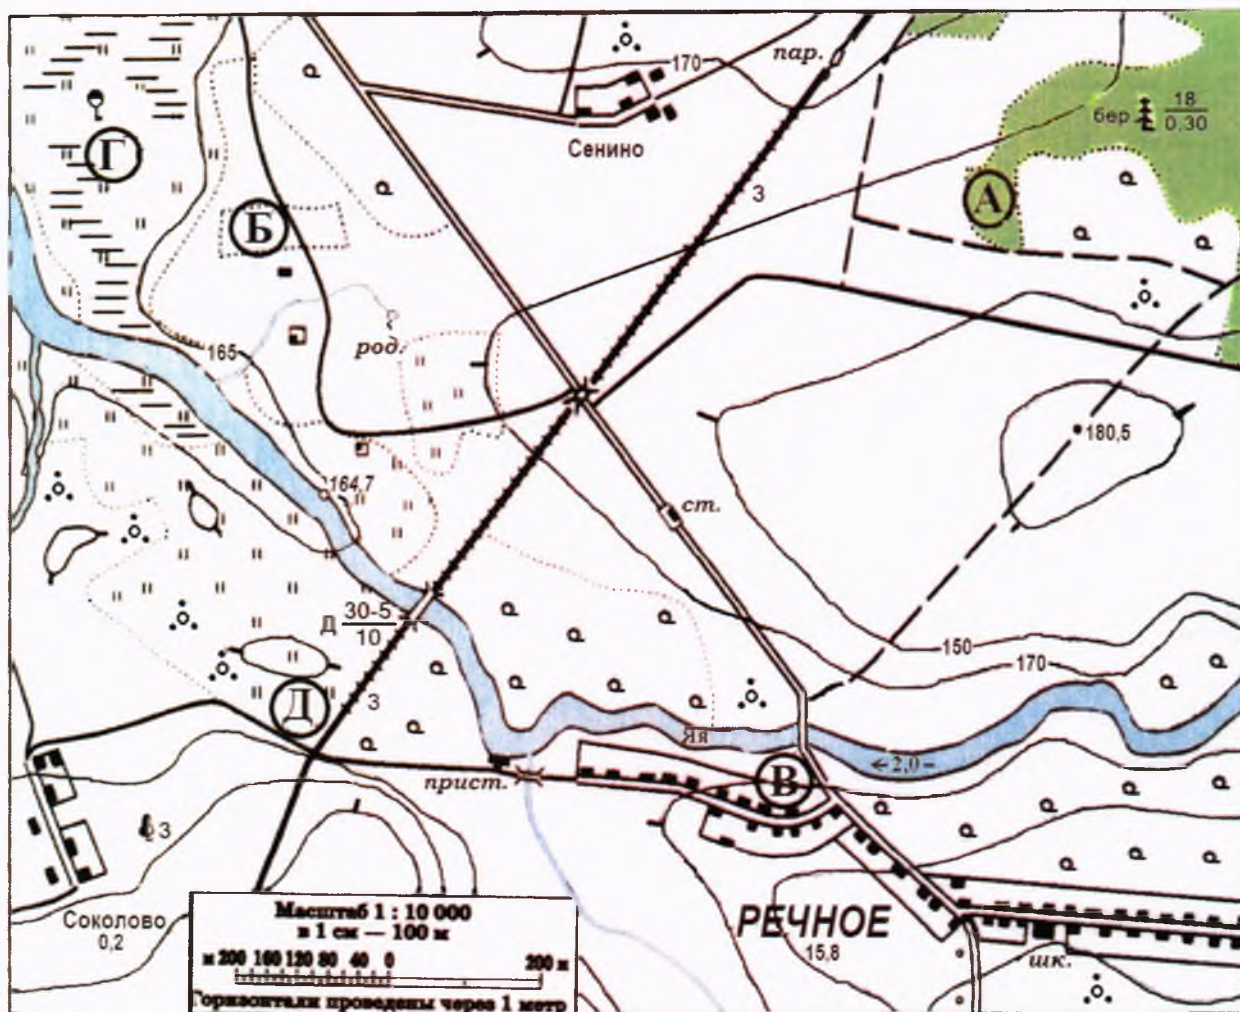 пар.
170
бер
18
0,30
Сенино
3
Г
Б
А
род.
165
180,5
164,7
ст.
Д 30-5
10
150
170
Д
3
Яя
←2,0
прист.
В
3
Соколово
0,2
РЕЧНОЕ
15,8
шк.
Масштаб 1 : 10 000
в 1 см — 100 м
м 200 160 120 80 40 0 200 м
Горизонтали проведены через 1 метр